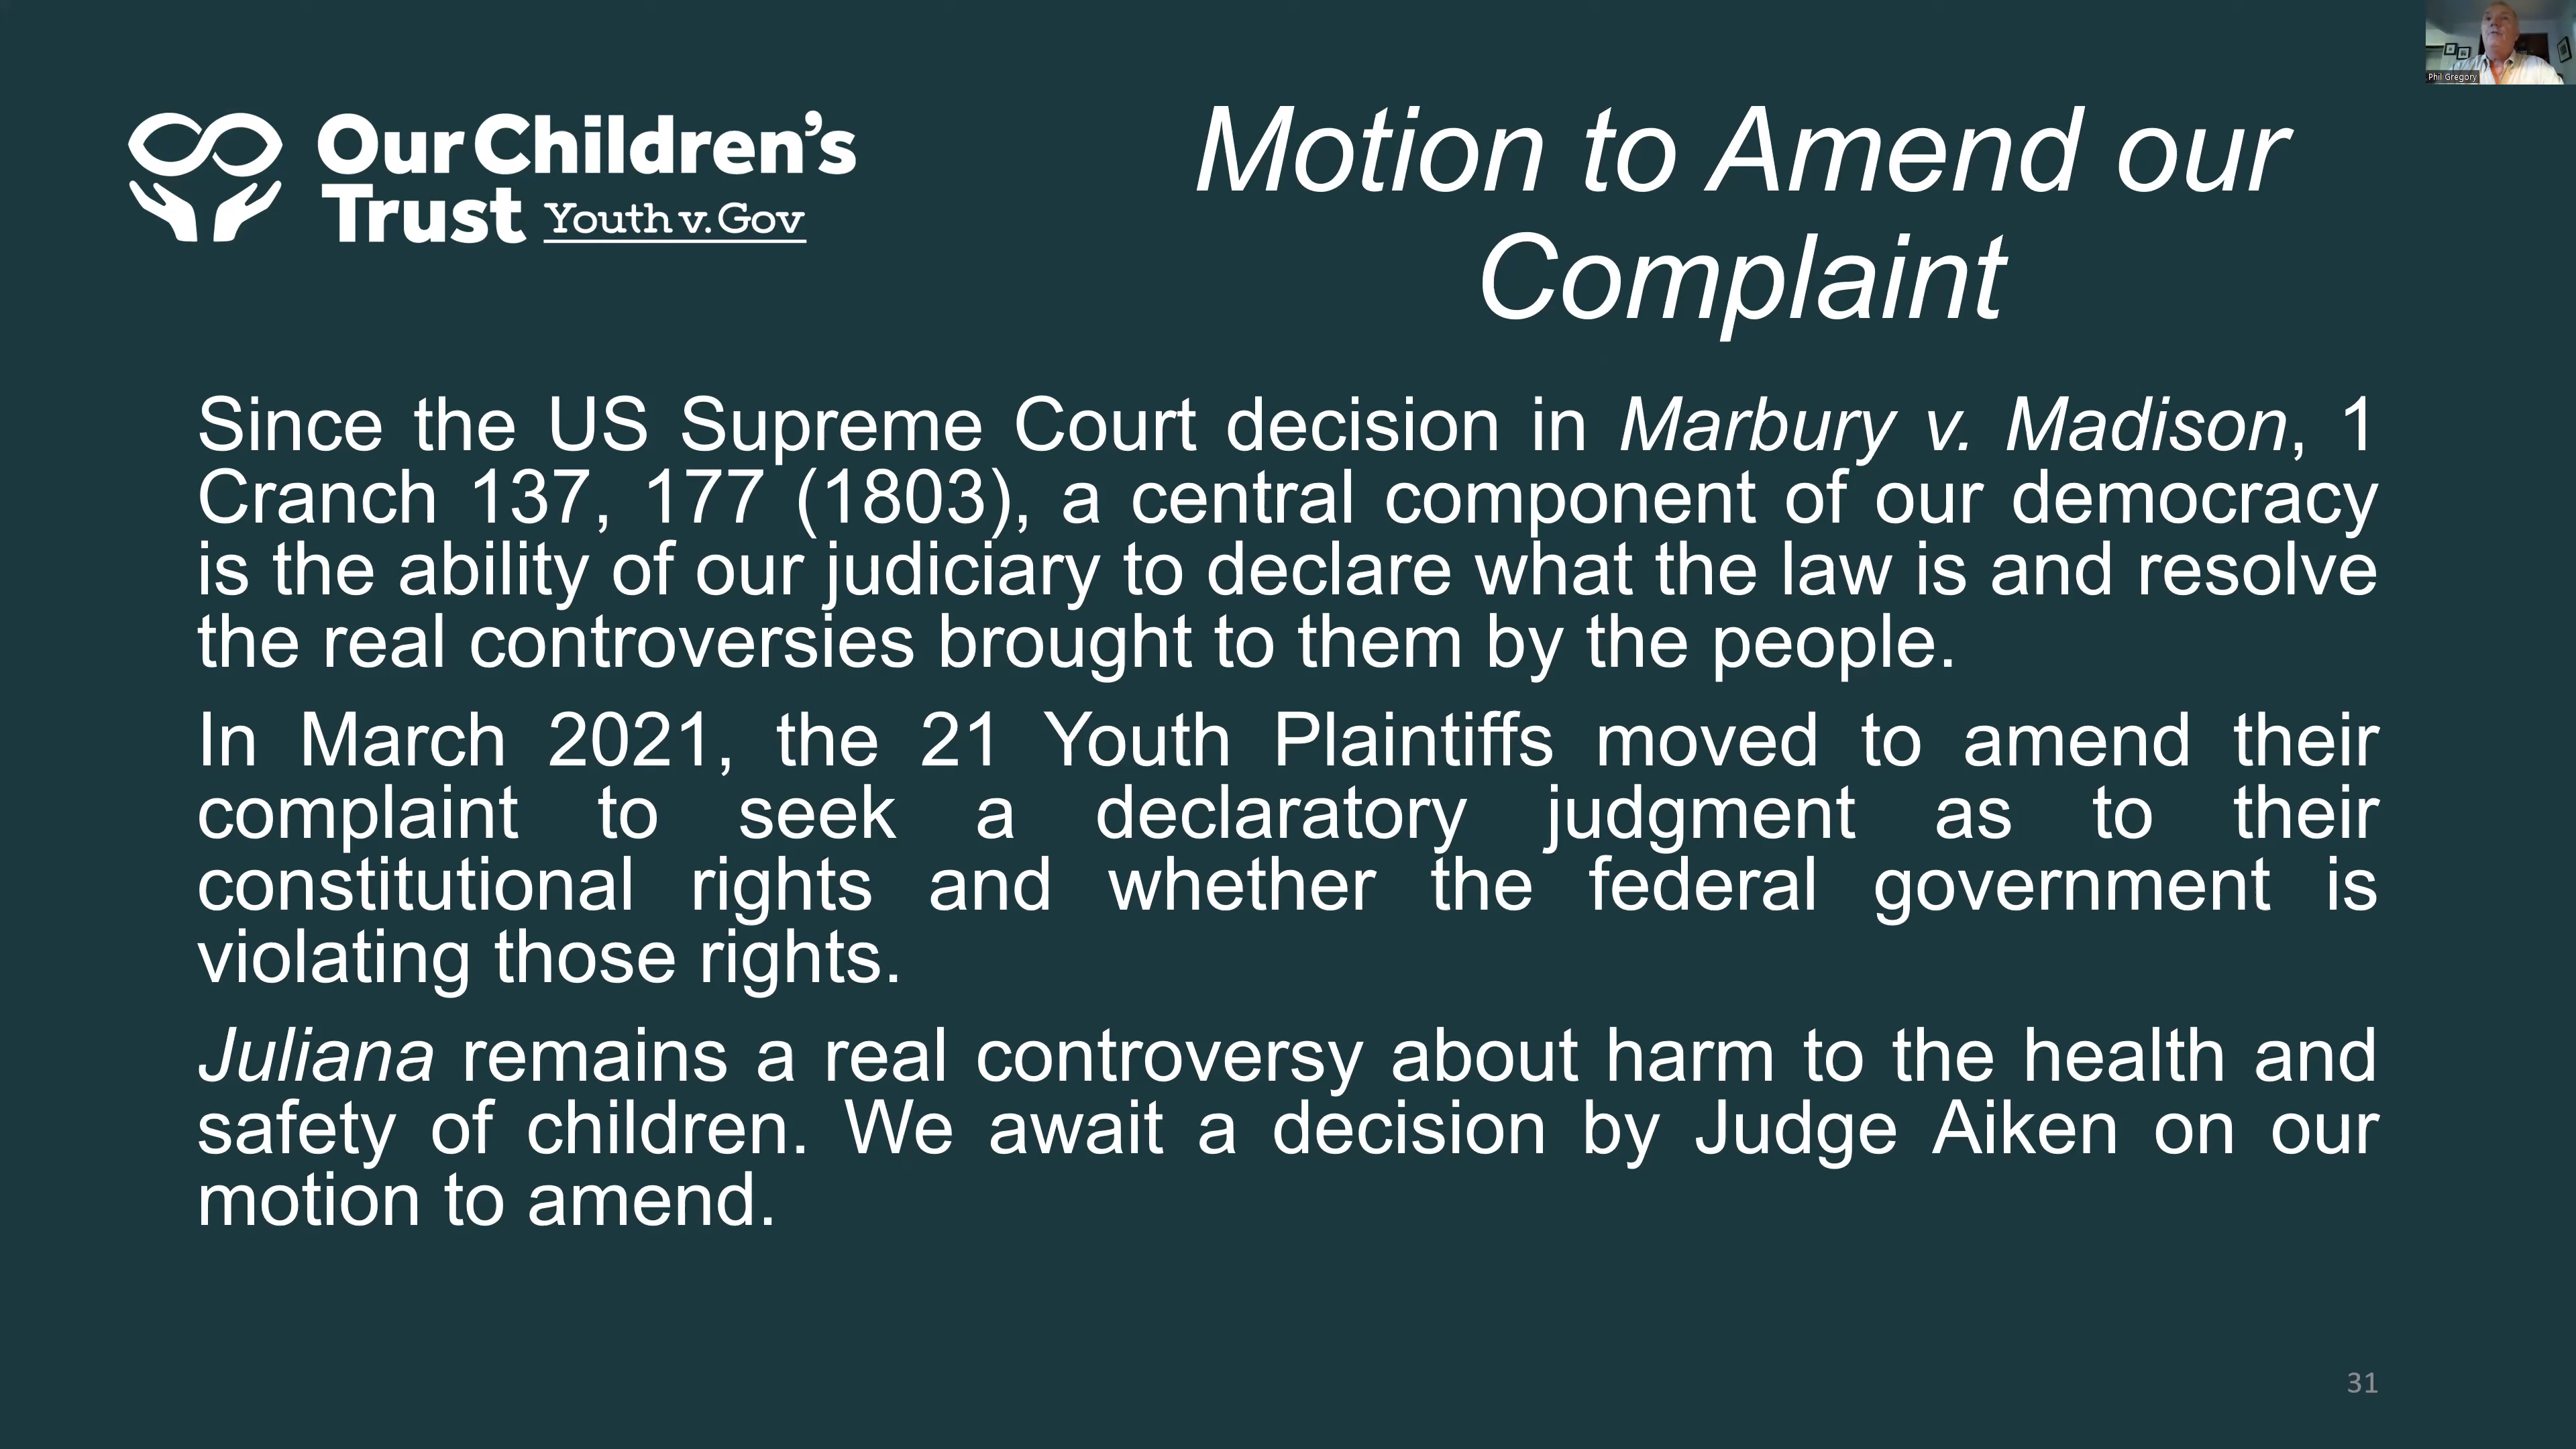 Phil Gregory
Our Children's
Trust Youth v. Gov
Motion to Amend our
Complaint
Since the US Supreme Court decision in Marbury v. Madison, 1
Cranch 137, 177 (1803), a central component of our democracy
is the ability of our judiciary to declare what the law is and resolve
the real controversies brought to them by the people.
In March 2021, the 21 Youth Plaintiffs moved to amend their
complaint to seek a declaratory judgment as to their
constitutional rights and whether the federal government is
violating those rights.
Juliana remains a real controversy about harm to the health and
safety of children. We await a decision by Judge Aiken on our
motion to amend.
31